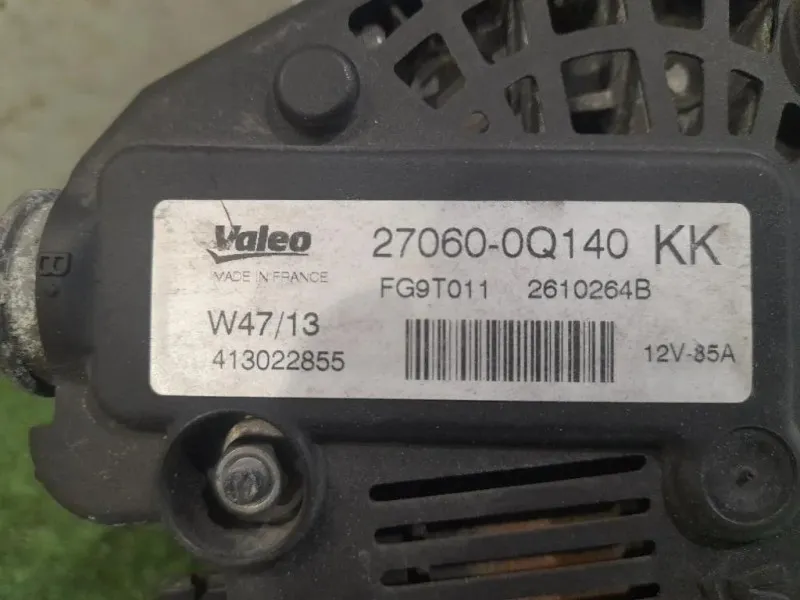 Valeo 27060-0Q140 KK
MADE IN FRANCE FG9T011 2610264B
W47/13
413022855 12V-85A